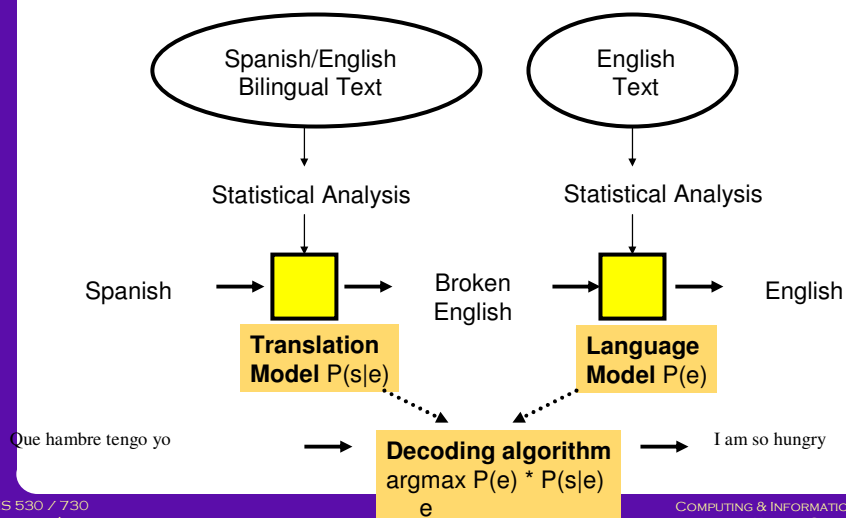 Spanish/English
Bilingual Text
English
Text
Statistical Analysis
Statistical Analysis
Spanish
Broken
English
English
Translation
Model P(s|e)
Language
Model P(e)
Que hambre tengo yo
Decoding algorithm
argmax P(e) * P(s|e)
e
I am so hungry
S 530 / 730
COMPUTING & INFORMATIO